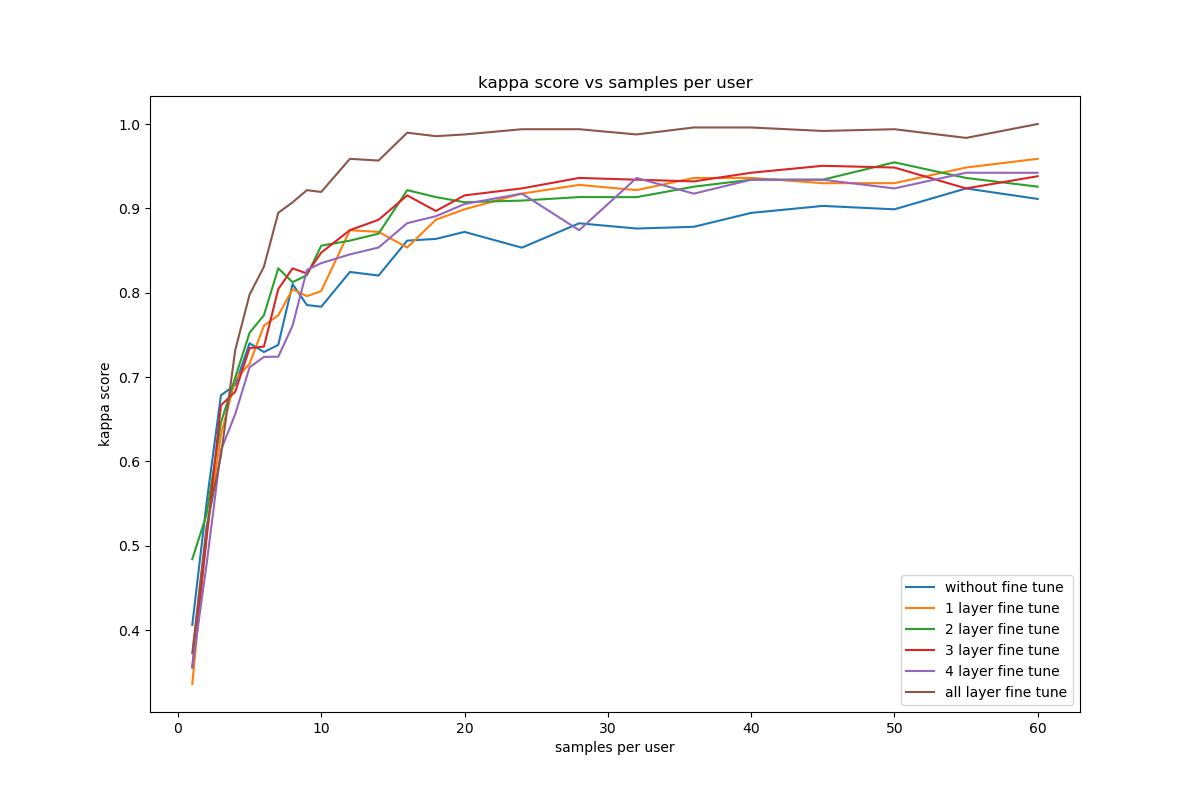 kappa score vs samples per user
kappa score
1.0
0.9
0.8
0.7
0.6
0.5
0.4
0
10
20
30
40
50
60
samples per user
without fine tune
1 layer fine tune
2 layer fine tune
3 layer fine tune
4 layer fine tune
all layer fine tune